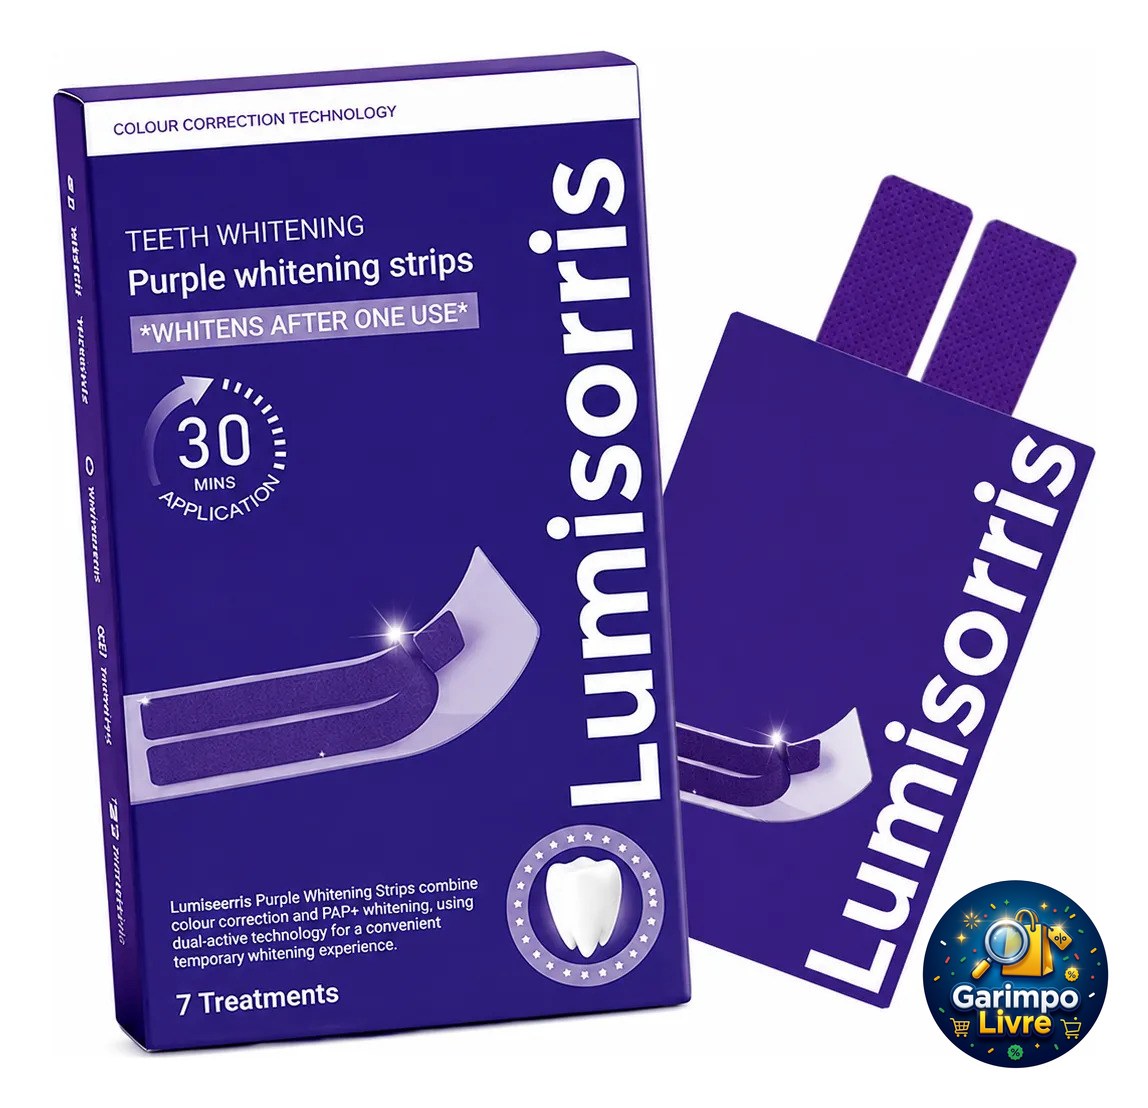 COLOUR CORRECTION TECHNOLOGY
TEETH WHITENING
Purple whitening strips
*WHITENS AFTER ONE USE*
30
MINS
APPLICATION
Lumisorris
Lumiseerris Purple Whitening Strips combine
colour correction and PAP+ whitening, using
dual-active technology for a convenient
temporary whitening experience.
7 Treatments
Lumisorris
Garimpo
Livre